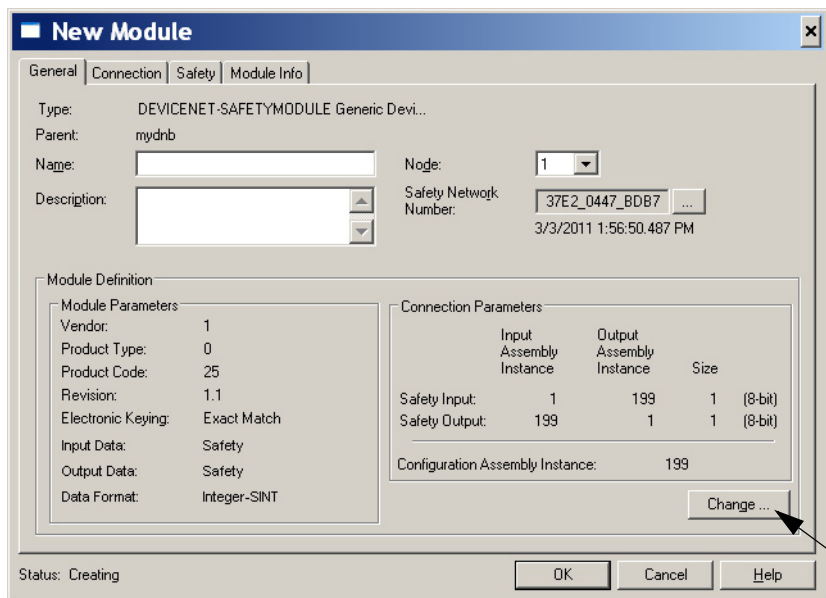 New Module
General Connection Safety Module Info
Type: DEVICENET-SAFETYMODULE Generic Devi...
Parent: mydnb
Name:
Node: 1
Description:
Safety Network Number: 37E2_0447_BDB7 ...
3/3/2011 1:56:50.487 PM
Module Definition
Module Parameters
Vendor: 1
Product Type: 0
Product Code: 25
Revision: 1.1
Electronic Keying: Exact Match
Input Data: Safety
Output Data: Safety
Data Format: Integer-SINT
Connection Parameters
Input Assembly Instance Output Assembly Instance Size
Safety Input: 1 199 1 (8-bit)
Safety Output: 199 1 1 (8-bit)
Configuration Assembly Instance: 199
Change ...
Status: Creating
OK Cancel Help